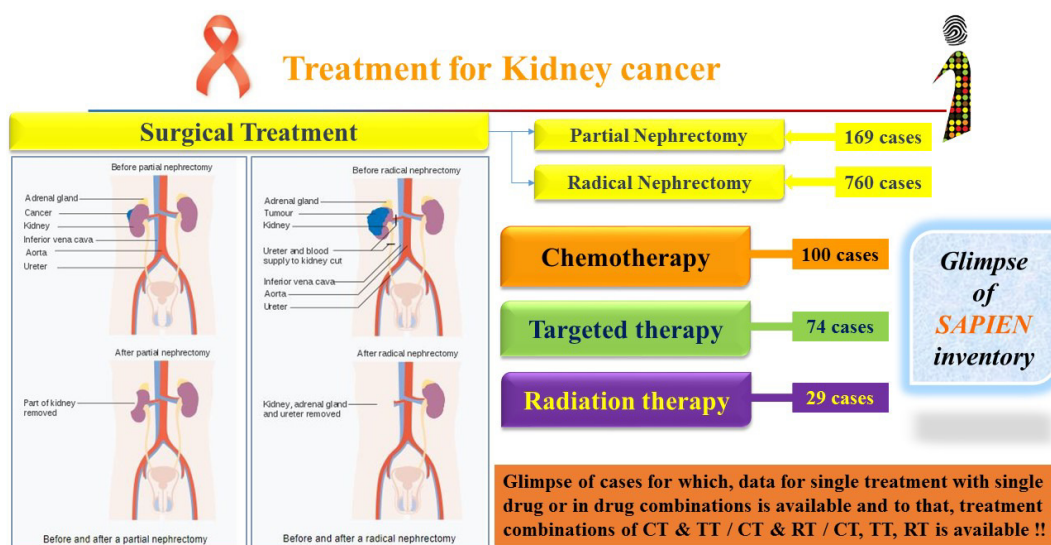 Treatment for Kidney cancer
Surgical Treatment
Partial Nephrectomy
169 cases
Radical Nephrectomy
760 cases
Before partial nephrectomy
Adrenal gland
Cancer
Kidney
Inferior vena cava
Aorta
Ureter
After partial nephrectomy
Part of kidney
removed
Before and after a partial nephrectomy
Before radical nephrectomy
Adrenal gland
Tumour
Kidney
Ureter and blood
supply to kidney cut
Inferior vena cava
Aorta
Ureter
After radical nephrectomy
Kidney, adrenal gland
and ureter removed
Before and after a radical nephrectomy
Chemotherapy
100 cases
Targeted therapy
74 cases
Radiation therapy
29 cases
Glimpse
of
SAPIEN
inventory
Glimpse of cases for which, data for single treatment with single
drug or in drug combinations is available and to that, treatment
combinations of CT & TT / CT & RT / CT, TT, RT is available !!